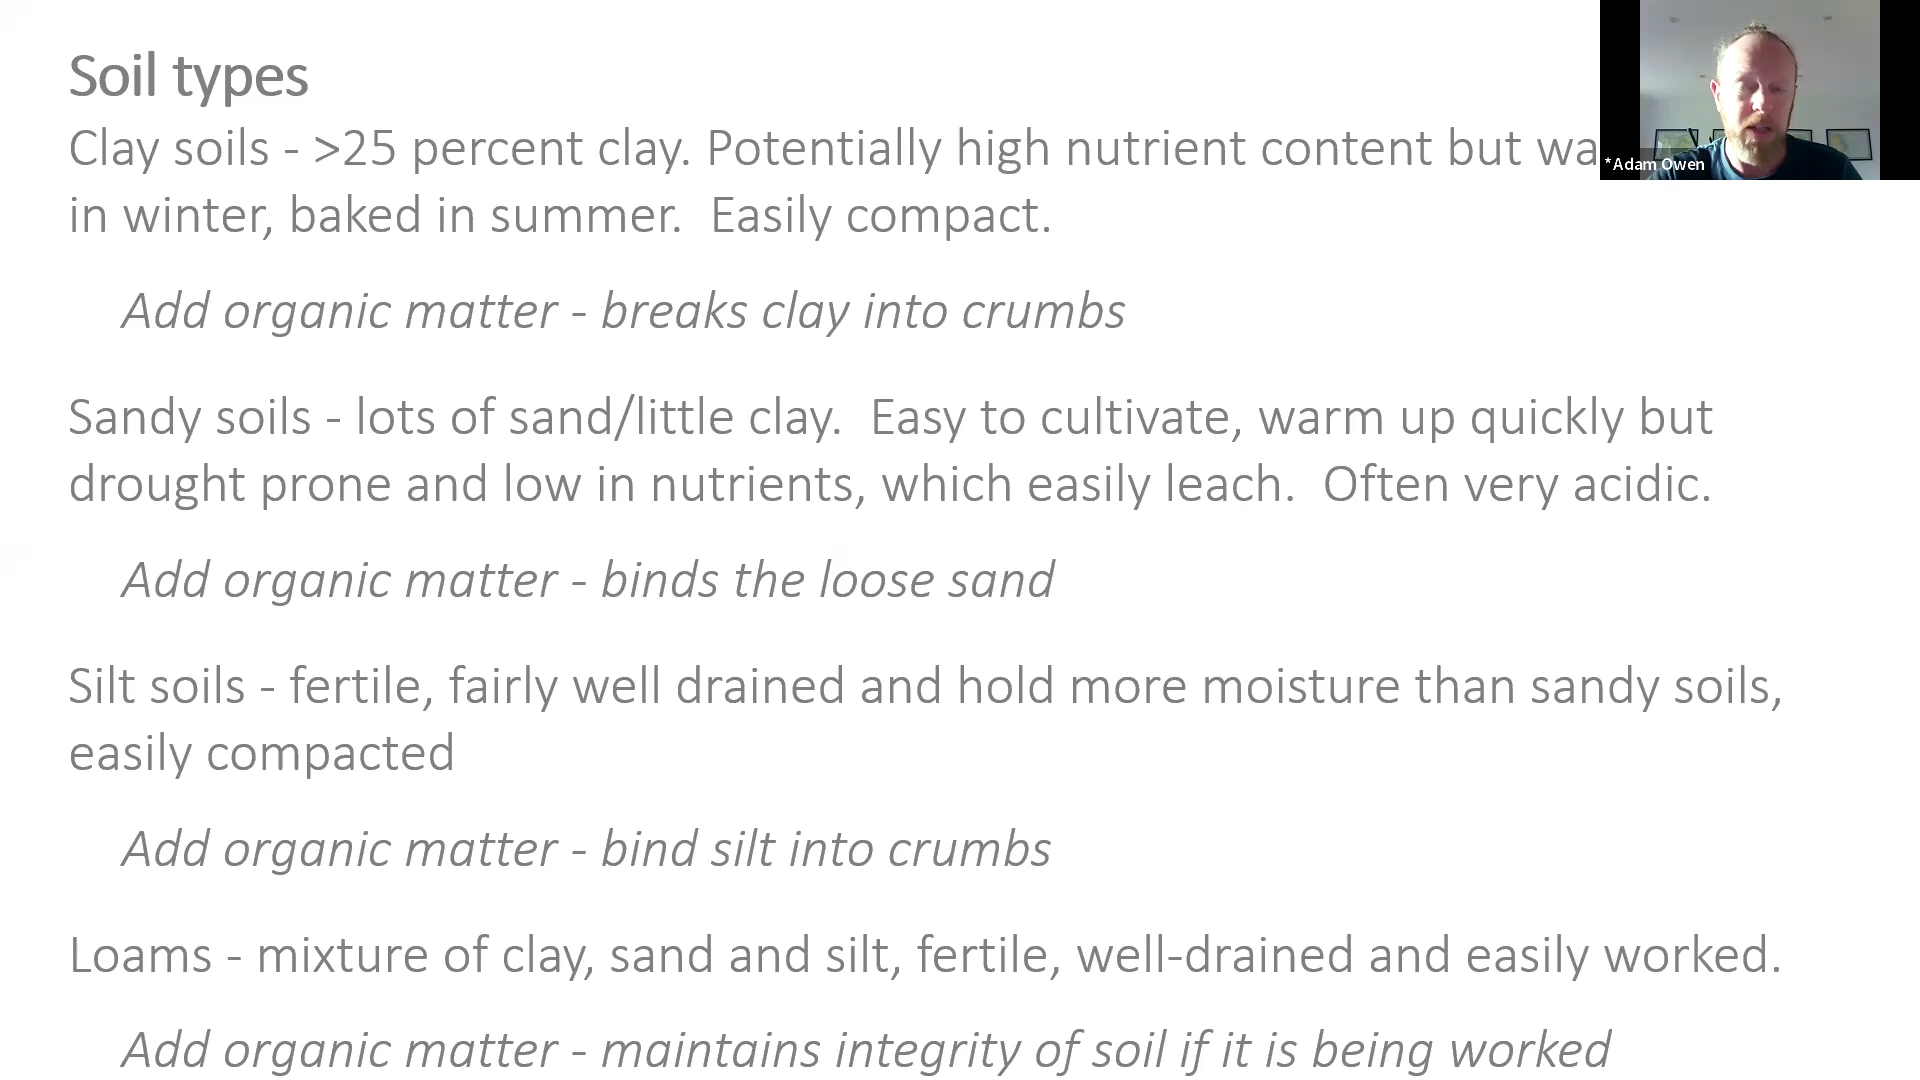 Soil types
Clay soils - >25 percent clay. Potentially high nutrient content but wa
*Adam Owen
in winter, baked in summer. Easily compact.
Add organic matter - breaks clay into crumbs
Sandy soils - lots of sand/little clay. Easy to cultivate, warm up quickly but
drought prone and low in nutrients, which easily leach. Often very acidic.
Add organic matter - binds the loose sand
Silt soils - fertile, fairly well drained and hold more moisture than sandy soils,
easily compacted
Add organic matter - bind silt into crumbs
Loams - mixture of clay, sand and silt, fertile, well-drained and easily worked.
Add organic matter - maintains integrity of soil if it is being worked